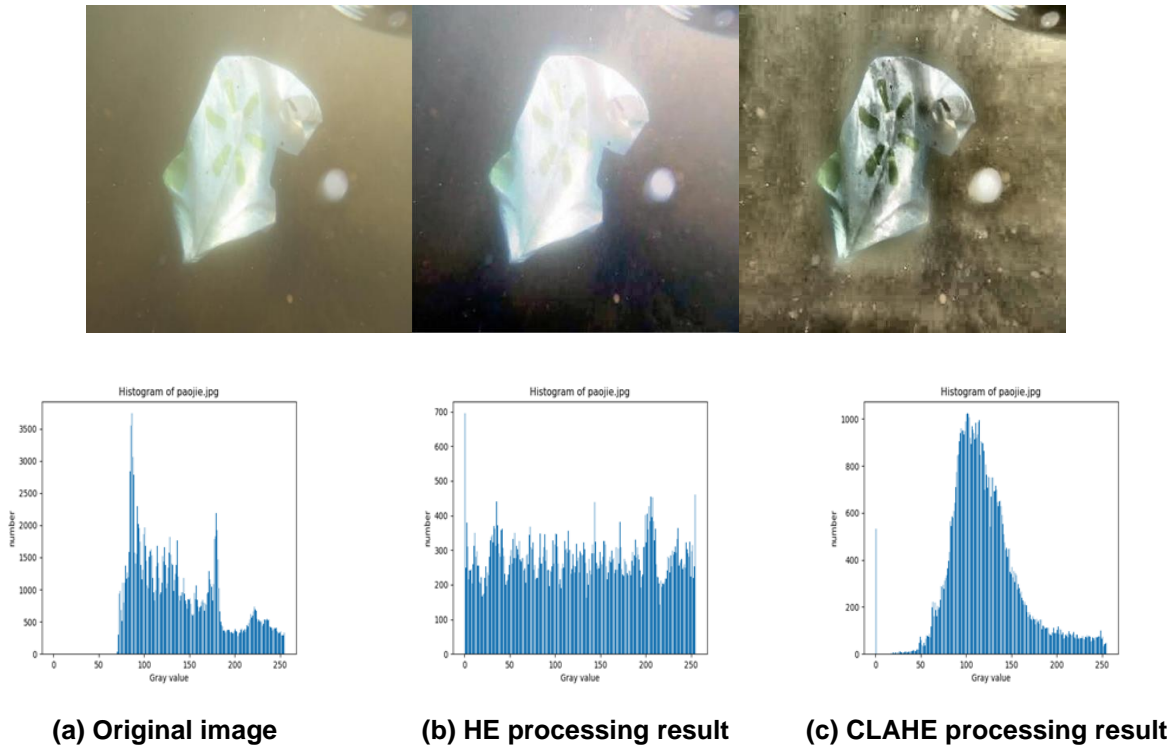 Histogram of paojie.jpg
number
3500
3000
2500
2000
1500
1000
500
0
0 50 100 150 200 250
Gray value
Histogram of paojie.jpg
number
700
600
500
400
300
200
100
0
0 50 100 150 200 250
Gray value
Histogram of paojie.jpg
number
1000
800
600
400
200
0
0 50 100 150 200 250
Gray value
(a) Original image
(b) HE processing result
(c) CLAHE processing result